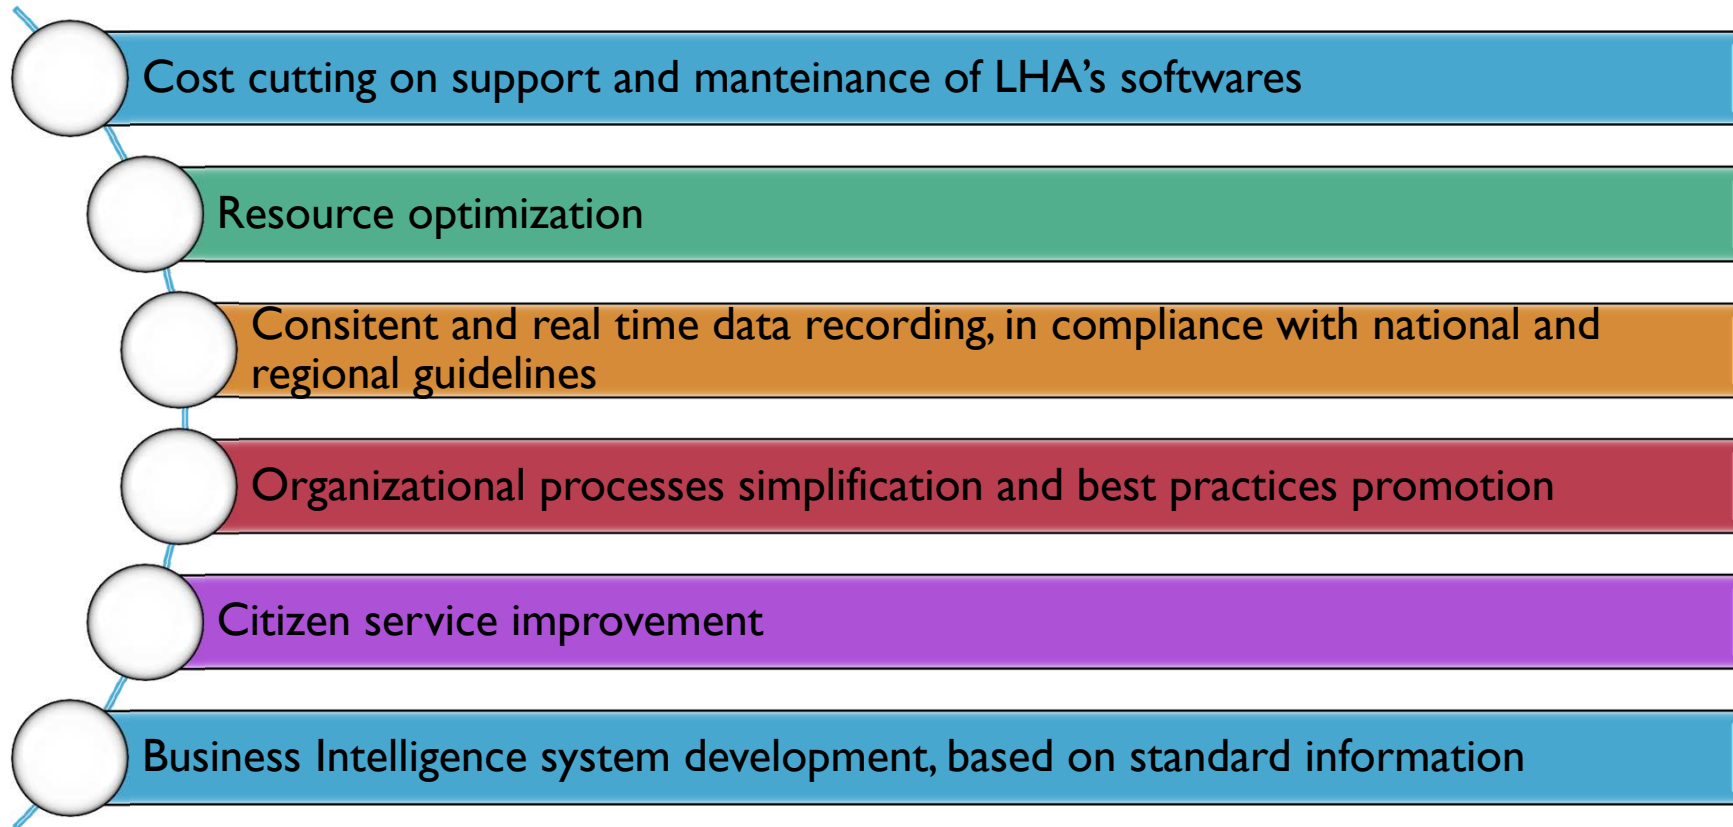 Cost cutting on support and manteinance of LHA’s softwares
Resource optimization
Consitent and real time data recording, in compliance with national and
regional guidelines
Organizational processes simplification and best practices promotion
Citizen service improvement
Business Intelligence system development, based on standard information